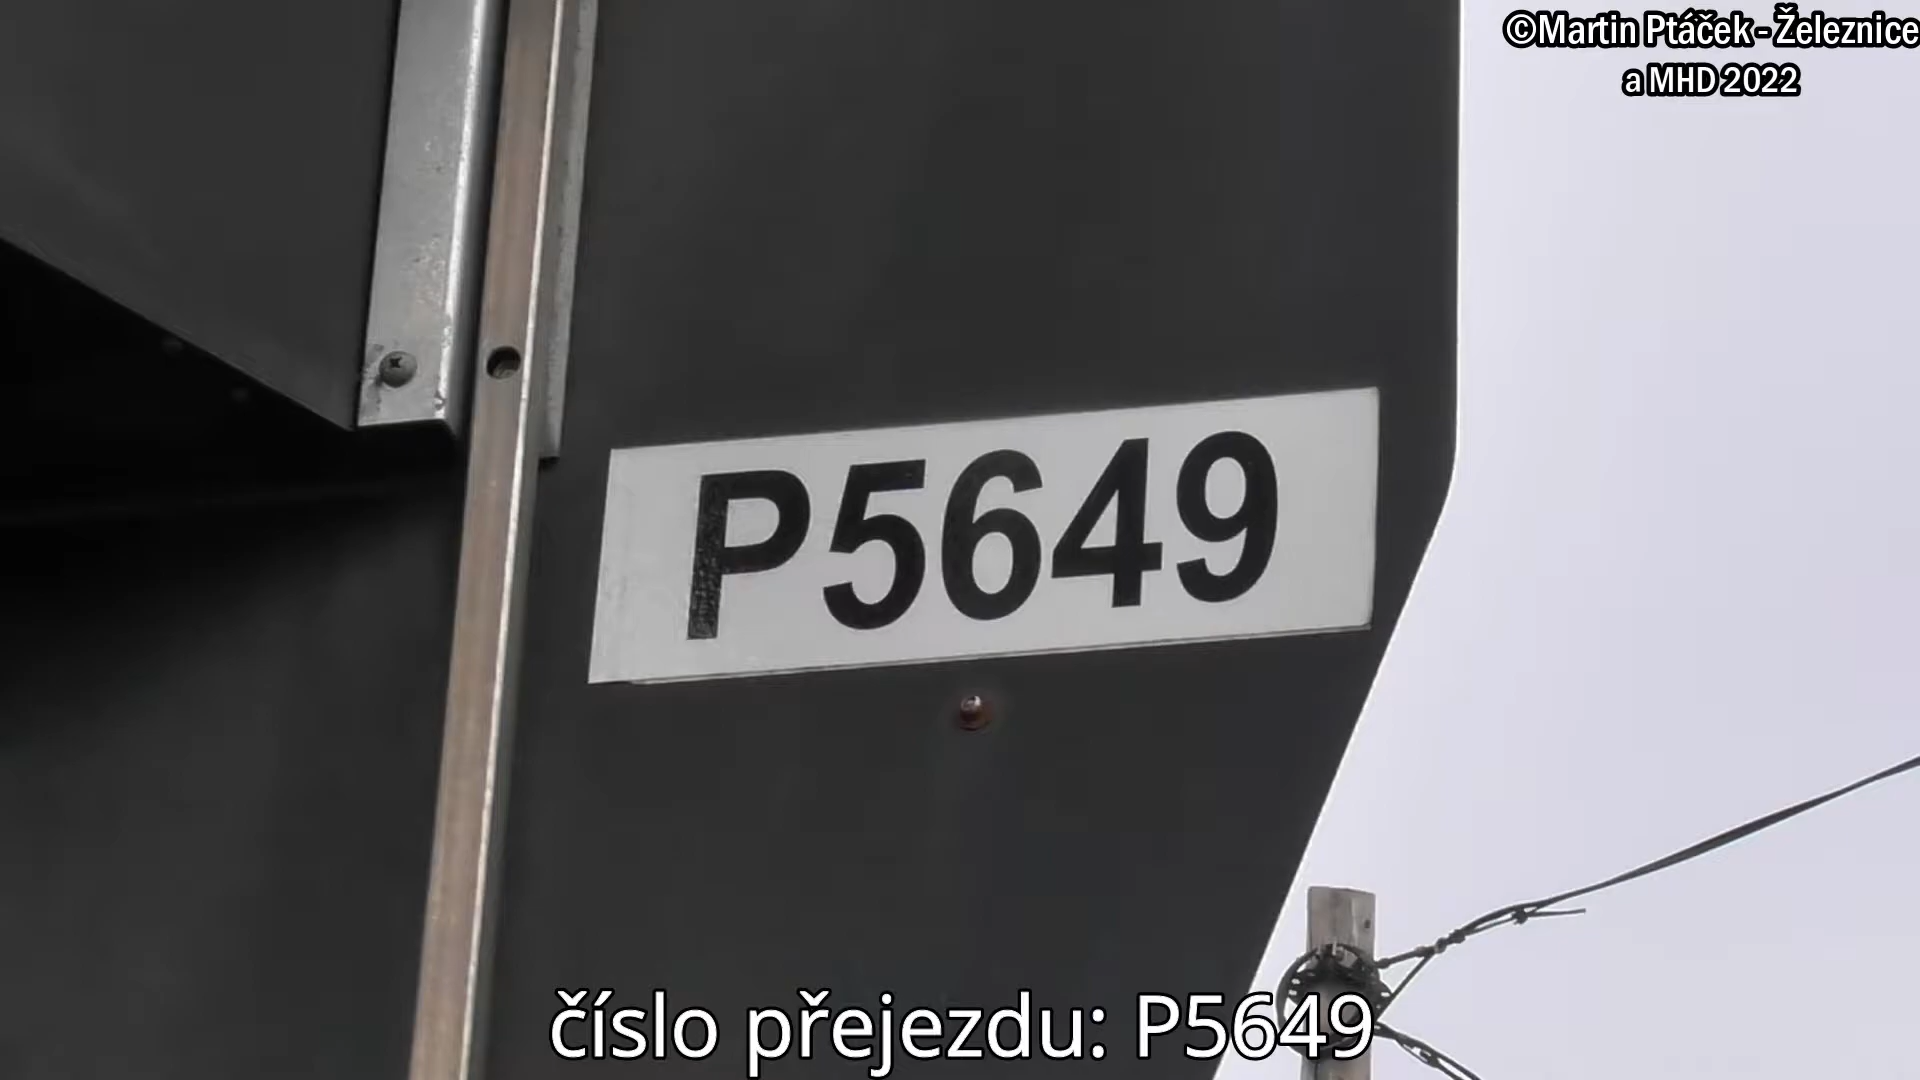 ©Martin Ptáček - Železnice
a MHD 2022
P5649
číslo přejezdu: P5649